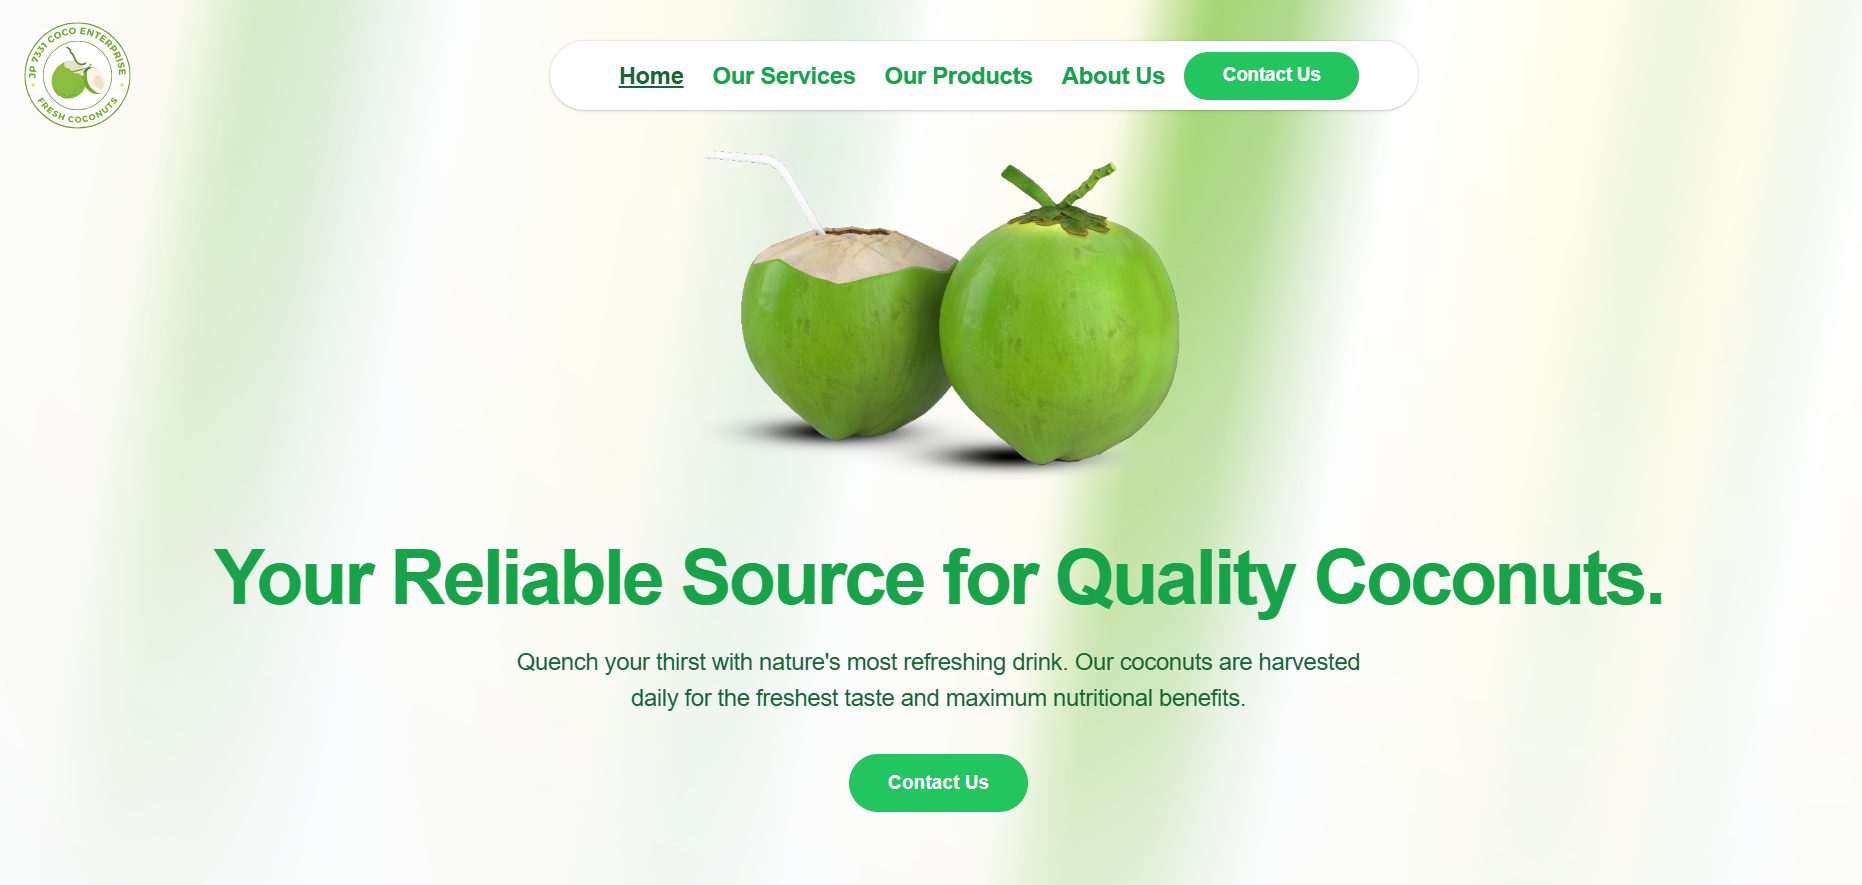 JP 7331 COCO ENTERPRISE
FRESH COCONUTS
Home Our Services Our Products About Us Contact Us
Your Reliable Source for Quality Coconuts.
Quench your thirst with nature's most refreshing drink. Our coconuts are harvested
daily for the freshest taste and maximum nutritional benefits.
Contact Us